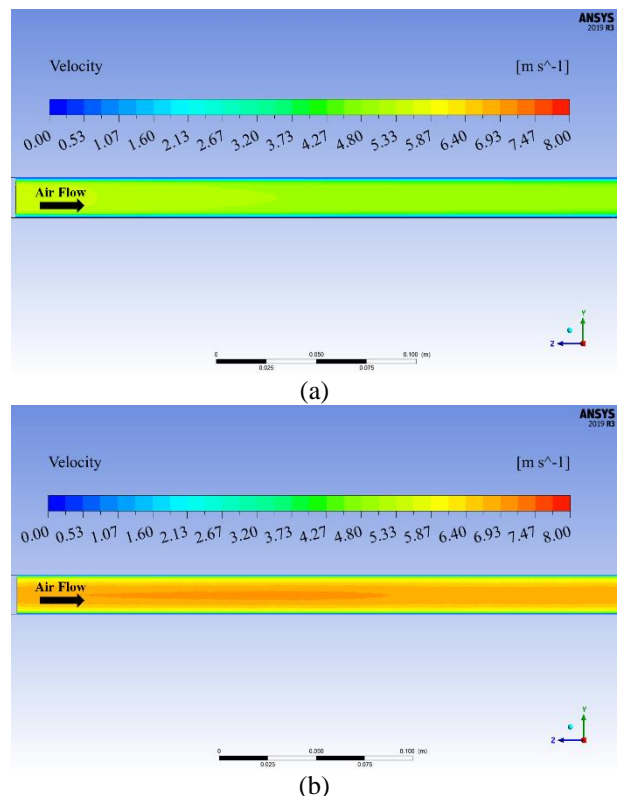 ANSYS
2019 R3
Velocity [m s^-1]
0.00 0.53 1.07 1.60 2.13 2.67 3.20 3.73 4.27 4.80 5.33 5.87 6.40 6.93 7.47 8.00
Air Flow
Y
Z
0 0.050 0.100 (m)
0.025 0.075
(a)
ANSYS
2019 R3
Velocity [m s^-1]
0.00 0.53 1.07 1.60 2.13 2.67 3.20 3.73 4.27 4.80 5.33 5.87 6.40 6.93 7.47 8.00
Air Flow
Y
Z
0 0.050 0.100 (m)
0.025 0.075
(b)